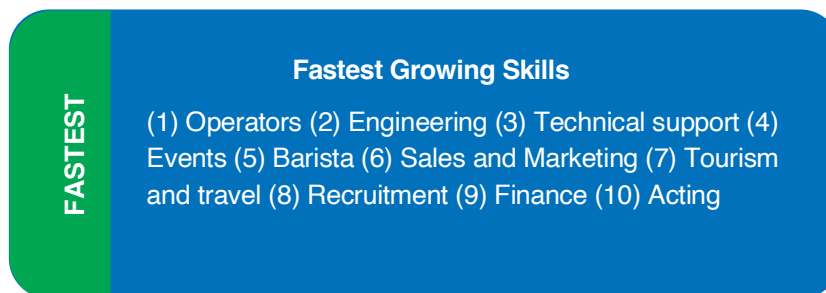 FASTEST
Fastest Growing Skills
(1) Operators (2) Engineering (3) Technical support (4)
Events (5) Barista (6) Sales and Marketing (7) Tourism
and travel (8) Recruitment (9) Finance (10) Acting